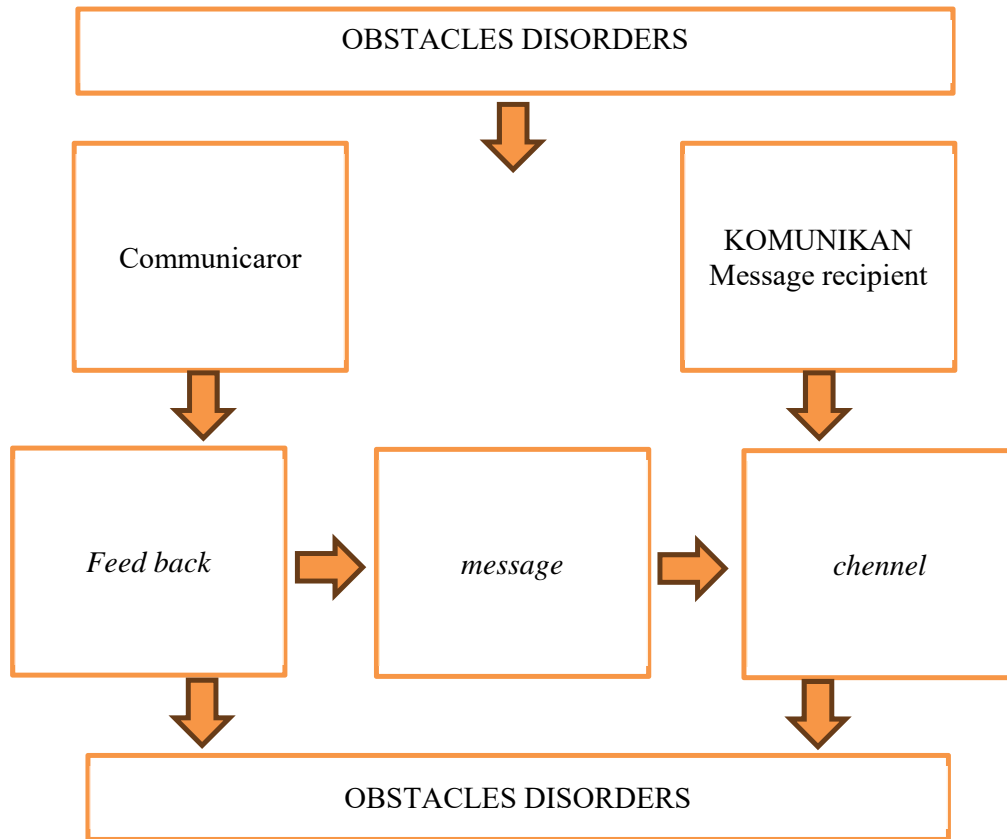 OBSTACLES DISORDERS
Communicaror
KOMUNIKAN
Message recipient
Feed back
message
chennel
OBSTACLES DISORDERS